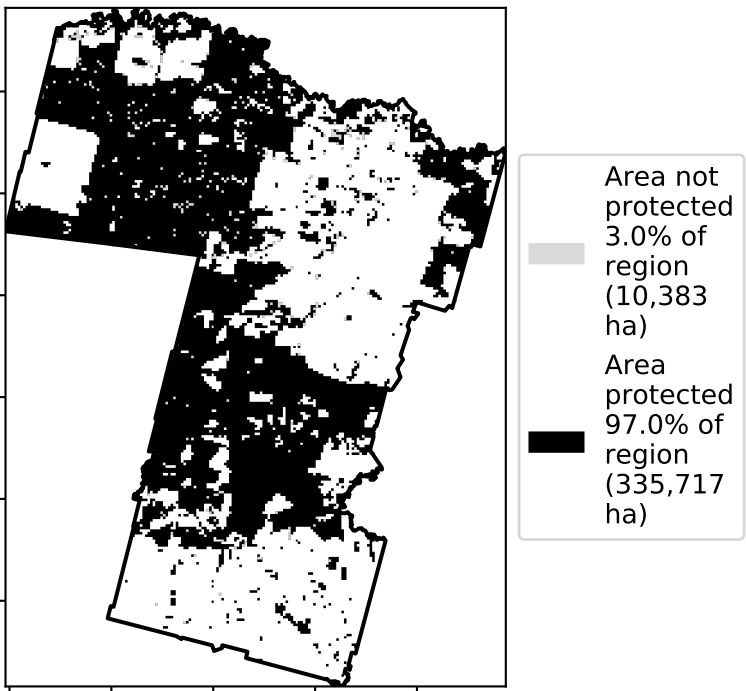 Area not
protected
3.0% of
region
(10,383
ha)
Area
protected
97.0% of
region
(335,717
ha)